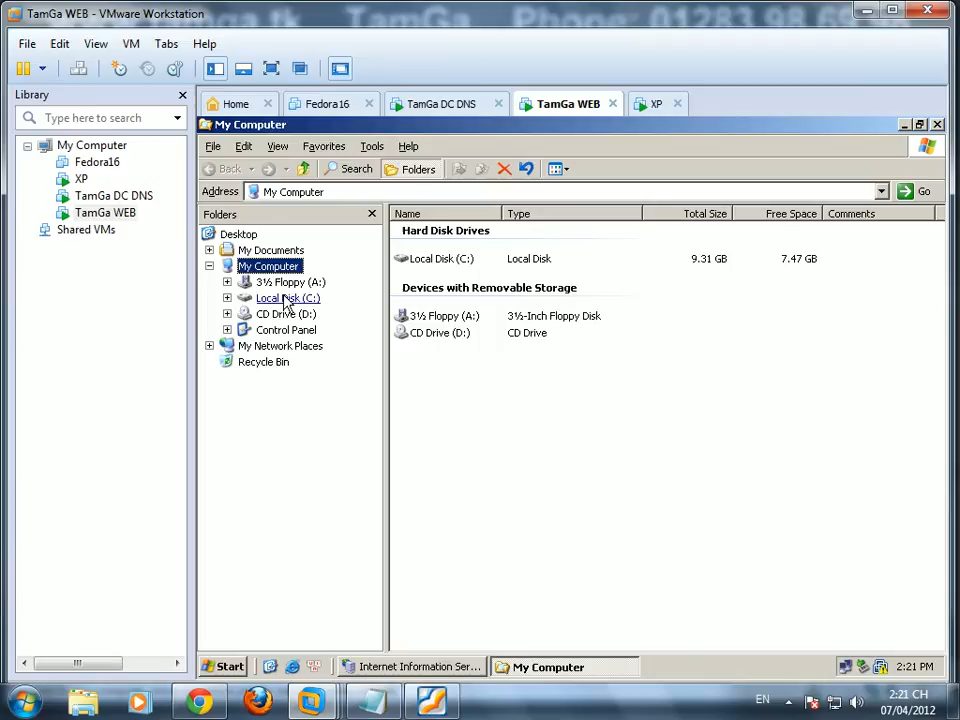 TamGa WEB - VMware Workstation
File Edit View VM Tabs Help
Library
Type here to search
My Computer
Fedora16
XP
TamGa DC DNS
TamGa WEB
Shared VMs
Home Fedora16 TamGa DC DNS TamGa WEB XP
My Computer
File Edit View Favorites Tools Help
Back Search Folders
Address My Computer Go
Folders
Desktop
My Documents
My Computer
3½ Floppy (A:)
Local Disk (C:)
CD Drive (D:)
Control Panel
My Network Places
Recycle Bin
Name Type Total Size Free Space Comments
Hard Disk Drives
Local Disk (C:) Local Disk 9.31 GB 7.47 GB
Devices with Removable Storage
3½ Floppy (A:) 3½-Inch Floppy Disk
CD Drive (D:) CD Drive
Start Internet Information Ser... My Computer 2:21 PM
EN 2:21 CH
07/04/2012